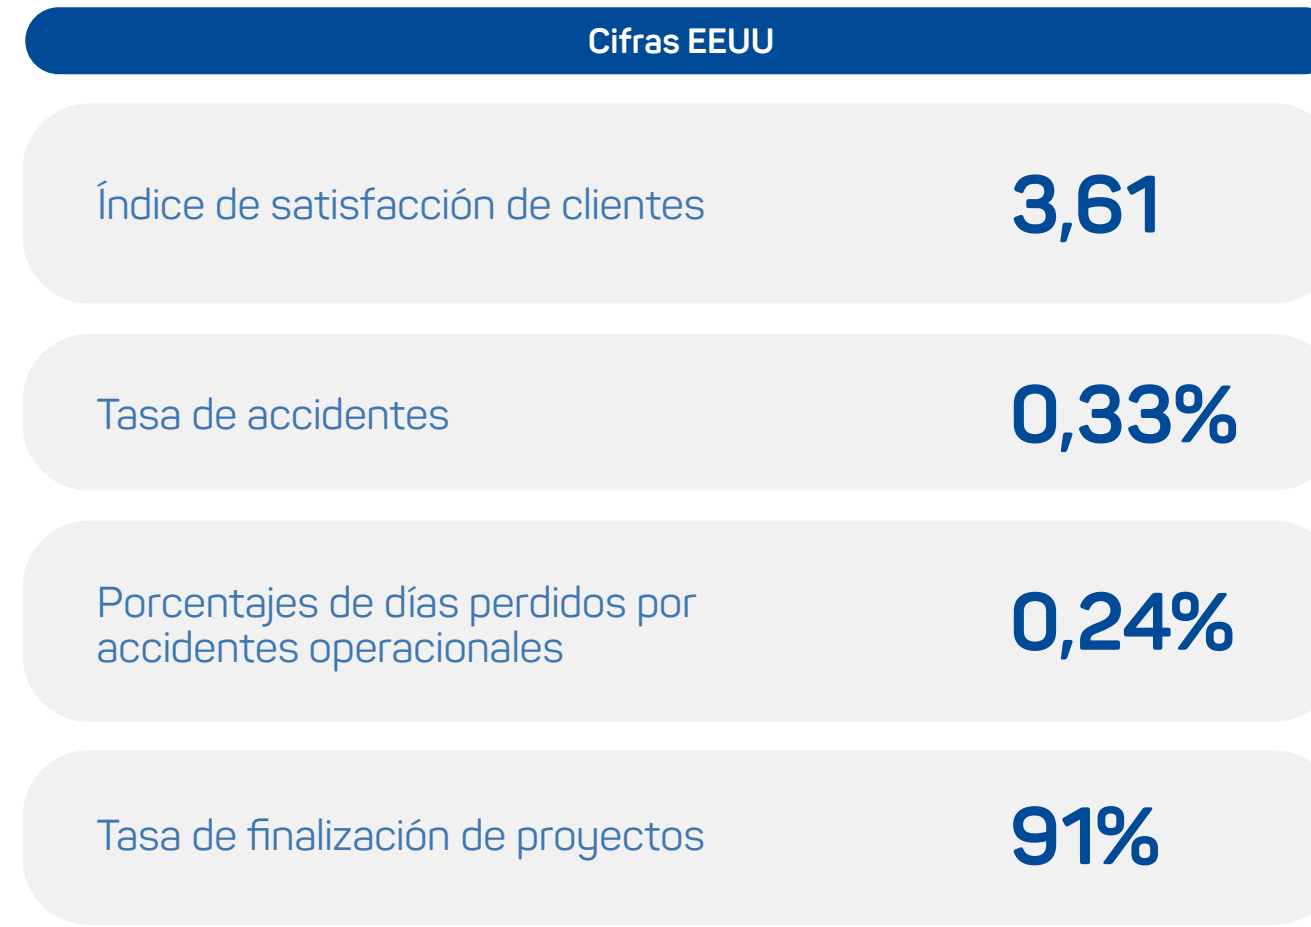 Cifras EEUU
Índice de satisfacción de clientes
3,61
Tasa de accidentes
0,33%
Porcentajes de días perdidos por
accidentes operacionales
0,24%
Tasa de finalización de proyectos
91%